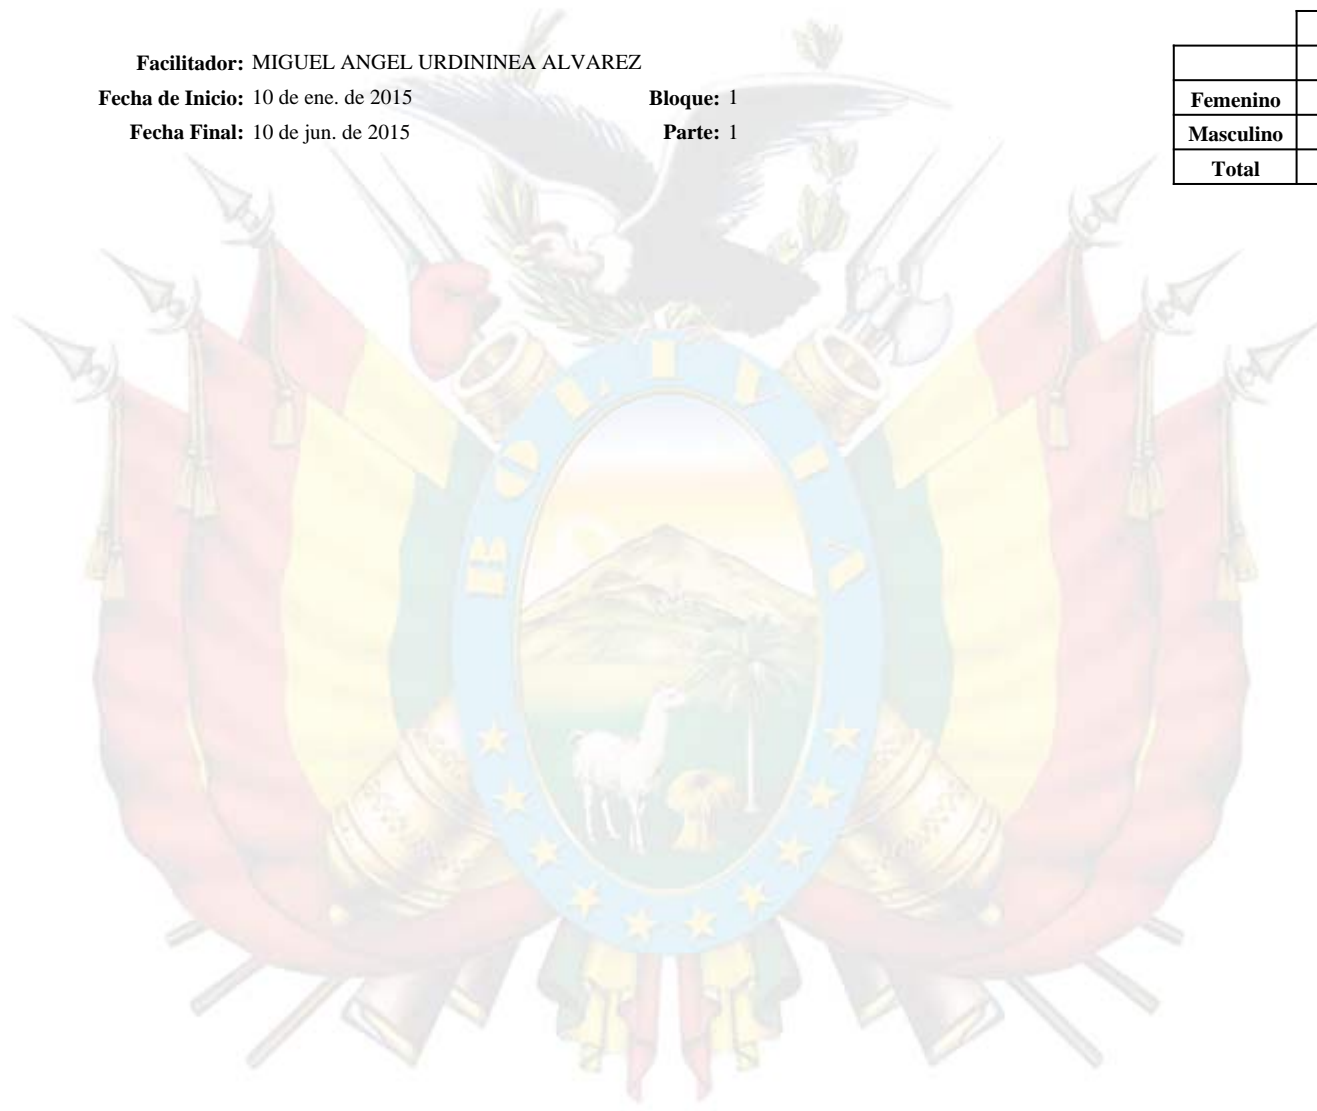 Facilitador: MIGUEL ANGEL URDININEA ALVAREZ
Fecha de Inicio: 10 de ene. de 2015 Bloque: 1
Fecha Final: 10 de jun. de 2015 Parte: 1
Femenino
Masculino
Total
BOLIVIA